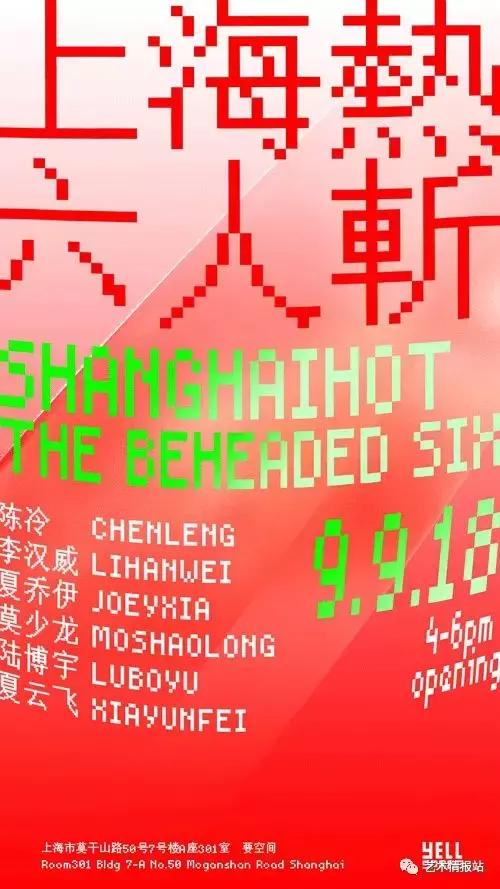 上海熱
六人斬
SHANGHAIHOT
THE BEHEADED SIX
陈冷 CHENLENG
李汉威 LIHANWEI
夏乔伊 JOEYXIA
莫少龙 MOSHAOLONG
陆博宇 LUBOYU
夏云飞 XIAYUNFEI
9.9.18
4-6pm
opening
上海市莫干山路50号7号楼A座301室 要空间
Room301 Bldg 7-A No.50 Moganshan Road Shanghai
YELL
艺术情报站